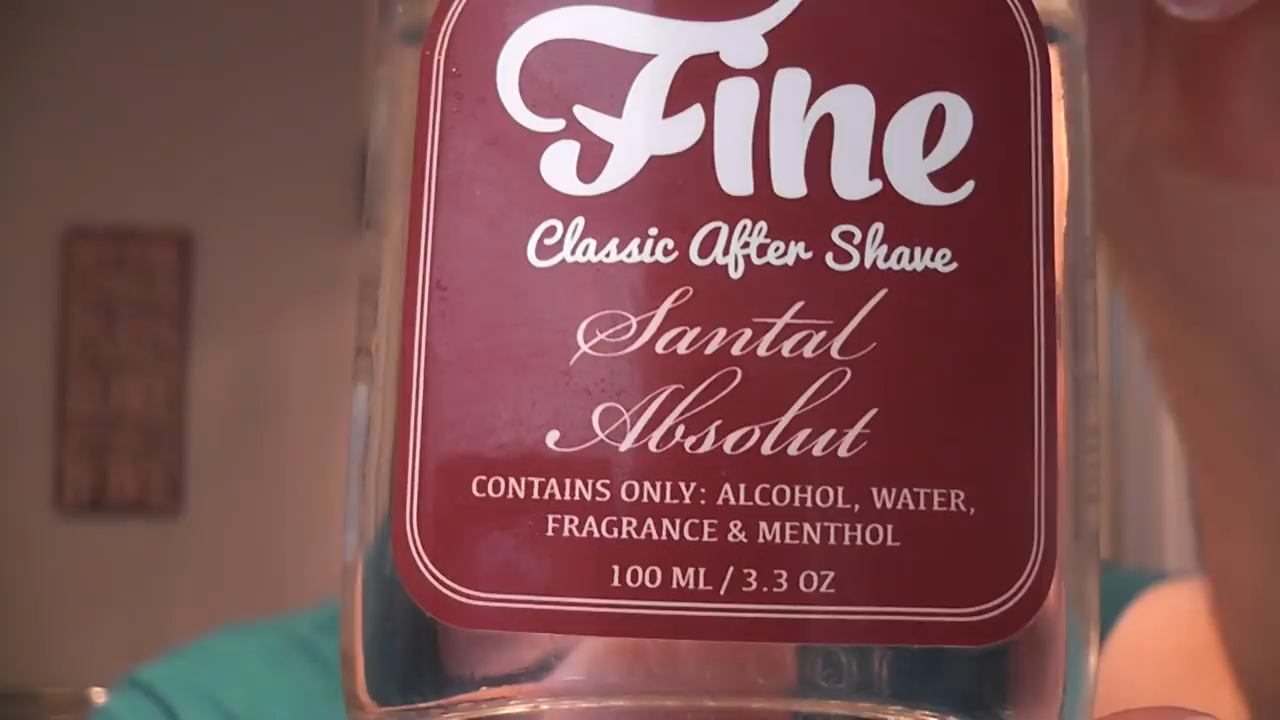 Fine
Classic After Shave
Santal
Absolut
CONTAINS ONLY: ALCOHOL, WATER,
FRAGRANCE & MENTHOL
100 ML / 3.3 OZ